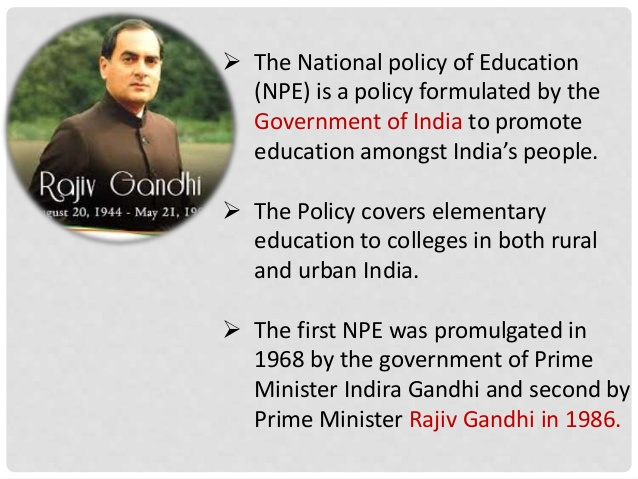 Rajiv Gandhi
gust 20, 1944 - May 21, 19
➢ The National policy of Education
(NPE) is a policy formulated by the
Government of India to promote
education amongst India's people.
➢ The Policy covers elementary
education to colleges in both rural
and urban India.
➢ The first NPE was promulgated in
1968 by the government of Prime
Minister Indira Gandhi and second by
Prime Minister Rajiv Gandhi in 1986.